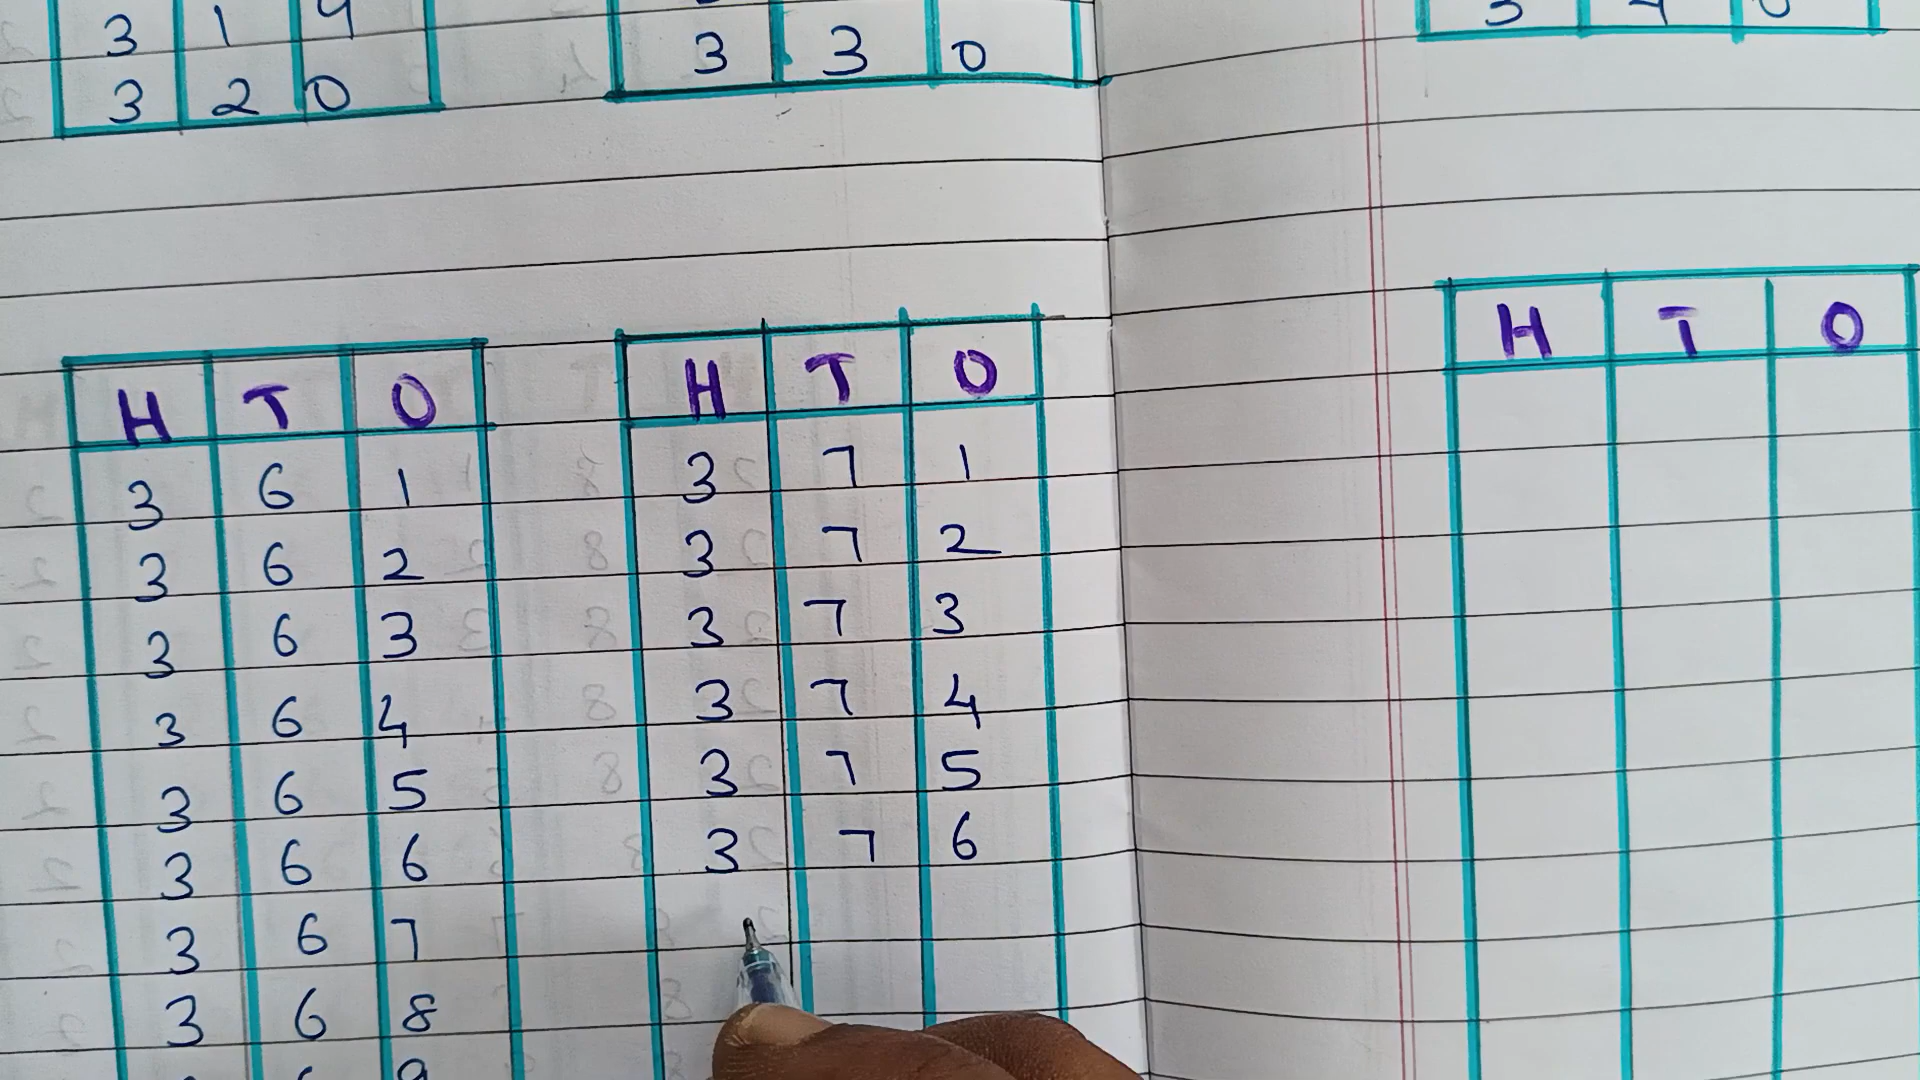 3 1 9
3 2 0
3 3 0
H T O
3 6 1
3 6 2
3 6 3
3 6 4
3 6 5
3 6 6
3 6 7
3 6 8
H T O
3 7 1
3 7 2
3 7 3
3 7 4
3 7 5
3 7 6
H T O